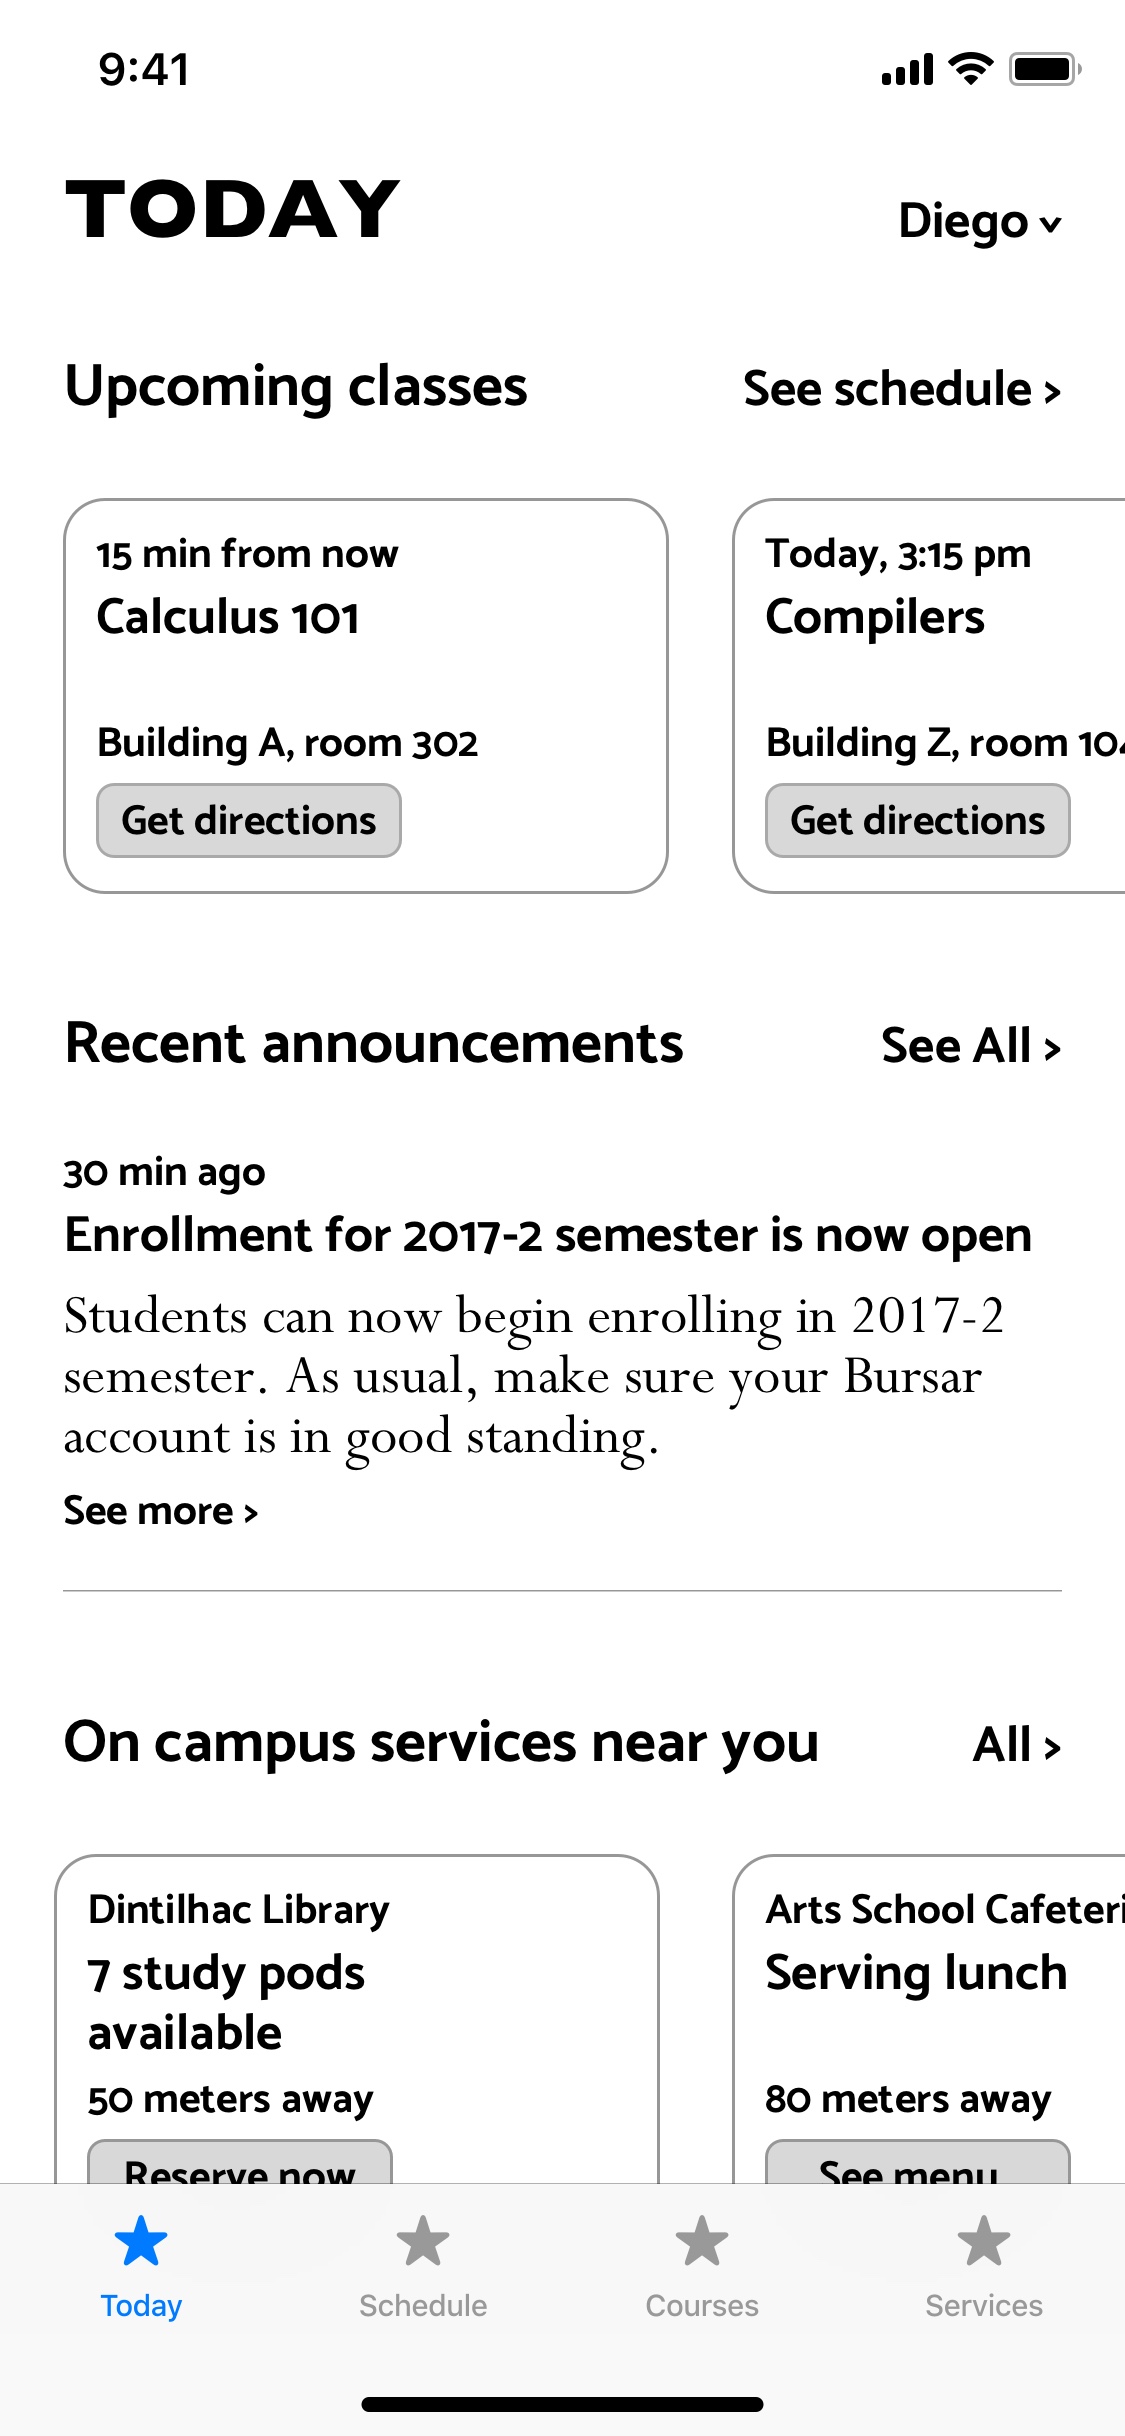 9:41
TODAY
Diego
Upcoming classes
See schedule >
15 min from now
Calculus 101
Building A, room 302
Get directions
Today, 3:15 pm
Compilers
Building Z, room
Get directions
Recent announcements
See All >
30 min ago
Enrollment for 2017-2 semester is now open
Students can now begin enrolling in 2017-2
semester. As usual, make sure your Bursar
account is in good standing.
See more >
On campus services near you
All >
Dintilhac Library
7 study pods
available
50 meters away
Reserve now
Arts School Cafeteri
Serving lunch
80 meters away
See menu
Today
Schedule
Courses
Services